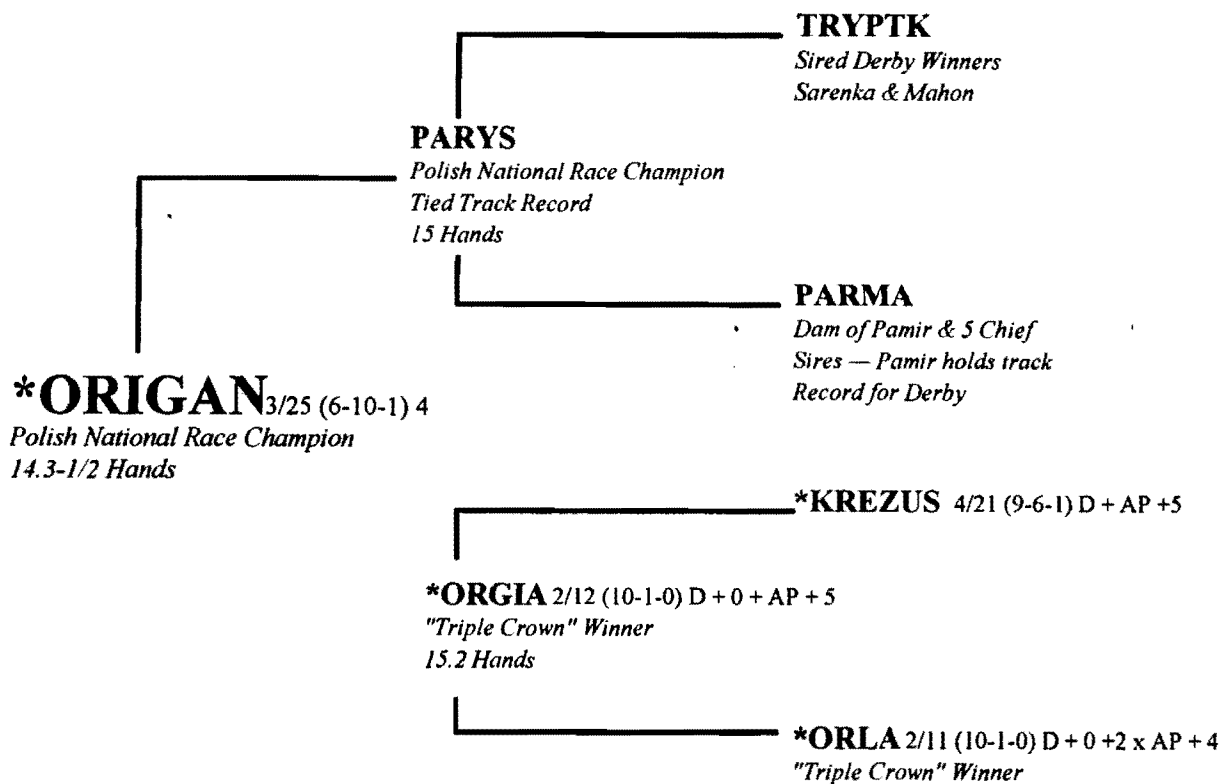 TRYPTK
Sired Derby Winners
Sarenka & Mahon
PARYS
Polish National Race Champion
Tied Track Record
15 Hands
PARMA
Dam of Pamir & 5 Chief
Sires — Pamir holds track
Record for Derby
*ORIGAN 3/25 (6-10-1) 4
Polish National Race Champion
14.3-1/2 Hands
*KREZUS 4/21 (9-6-1) D + AP +5
*ORGIA 2/12 (10-1-0) D + 0 + AP + 5
"Triple Crown" Winner
15.2 Hands
*ORLA 2/11 (10-1-0) D + 0 +2 x AP + 4
"Triple Crown" Winner